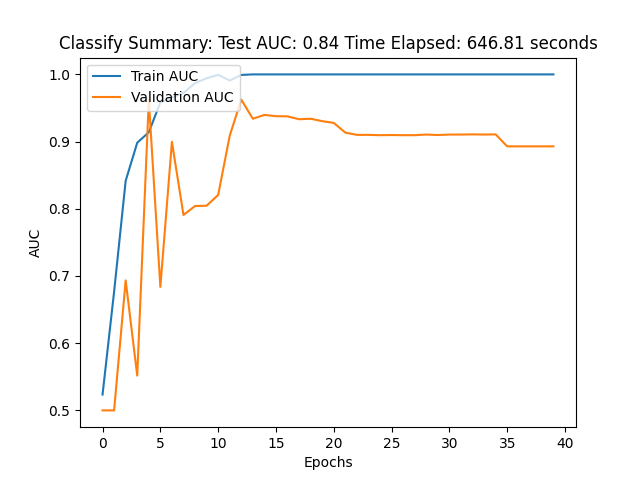 Classify Summary: Test AUC: 0.84 Time Elapsed: 646.81 seconds
Train AUC
Validation AUC
1.0
0.9
0.8
0.7
0.6
0.5
AUC
0 5 10 15 20 25 30 35 40
Epochs